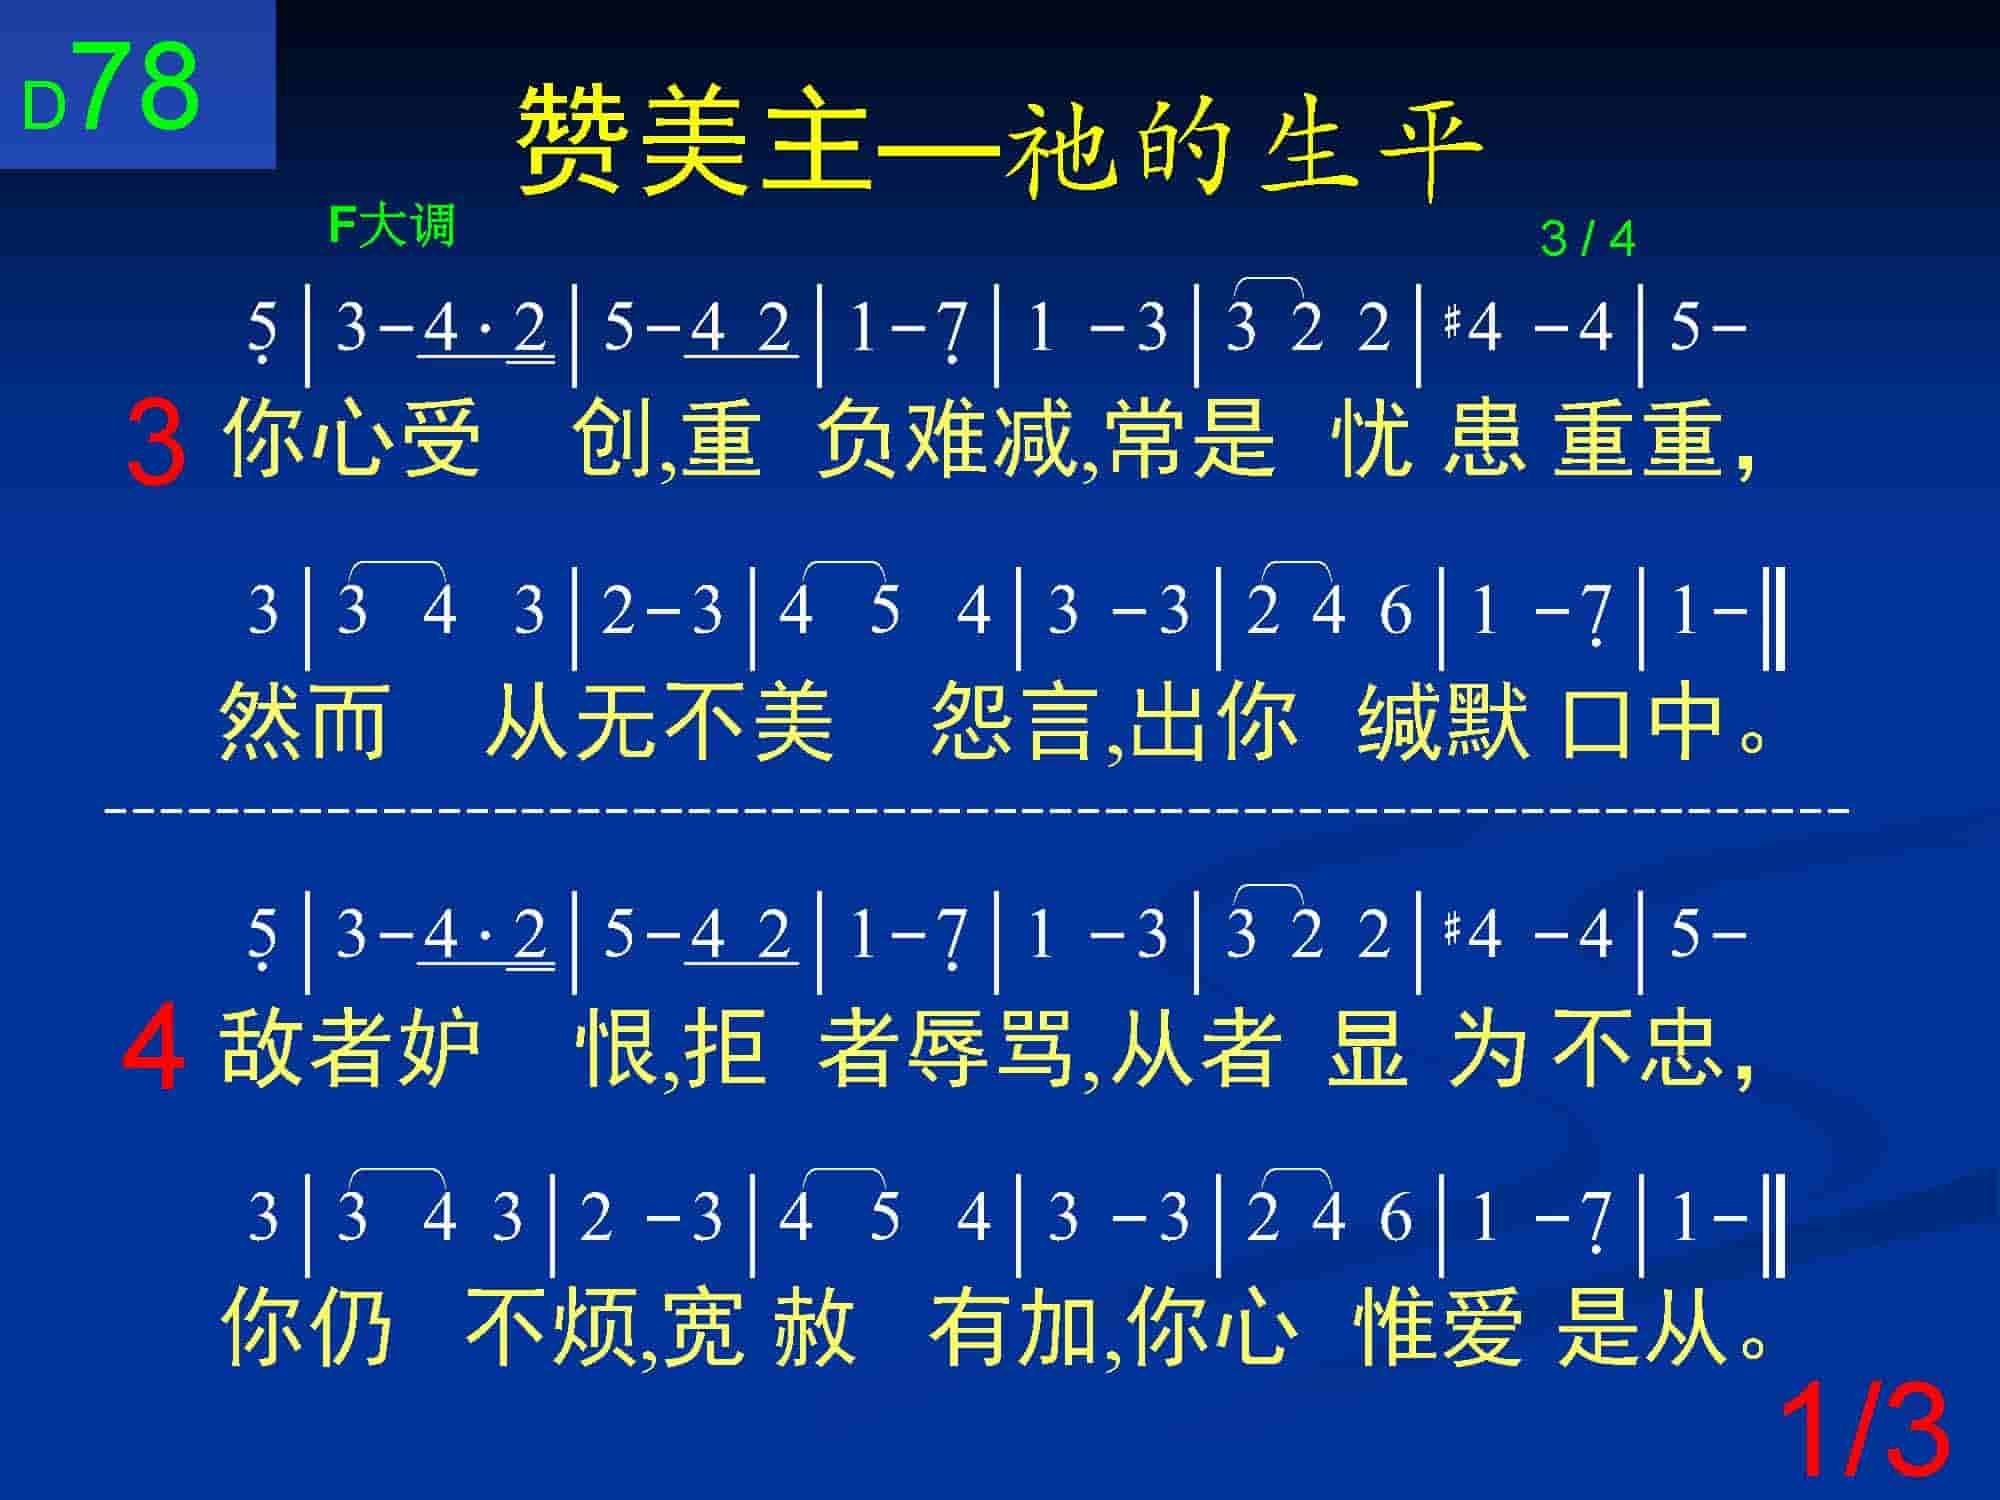 D78
赞美主—祂的生平
F大调 3 / 4
5̣ | 3 – 4 · 2 | 5 – 4 2 | 1 – 7̣ | 1 – 3 | 3 2 2 | #4 – 4 | 5 –
3 你心受 创,重 负难减,常是 忧 患 重重，
3 | 3 4 3 | 2 – 3 | 4 5 4 | 3 – 3 | 2 4 6 | 1 – 7̣ | 1 – ‖
然而 从无不美 怨言,出你 缄默 口中。
------------------------------------------------------------
5̣ | 3 – 4 · 2 | 5 – 4 2 | 1 – 7̣ | 1 – 3 | 3 2 2 | #4 – 4 | 5 –
4 敌者妒 恨,拒 者辱骂,从者 显 为 不忠，
3 | 3 4 3 | 2 – 3 | 4 5 4 | 3 – 3 | 2 4 6 | 1 – 7̣ | 1 – ‖
你仍 不烦,宽 赦 有加,你心 惟爱 是从。
1/3